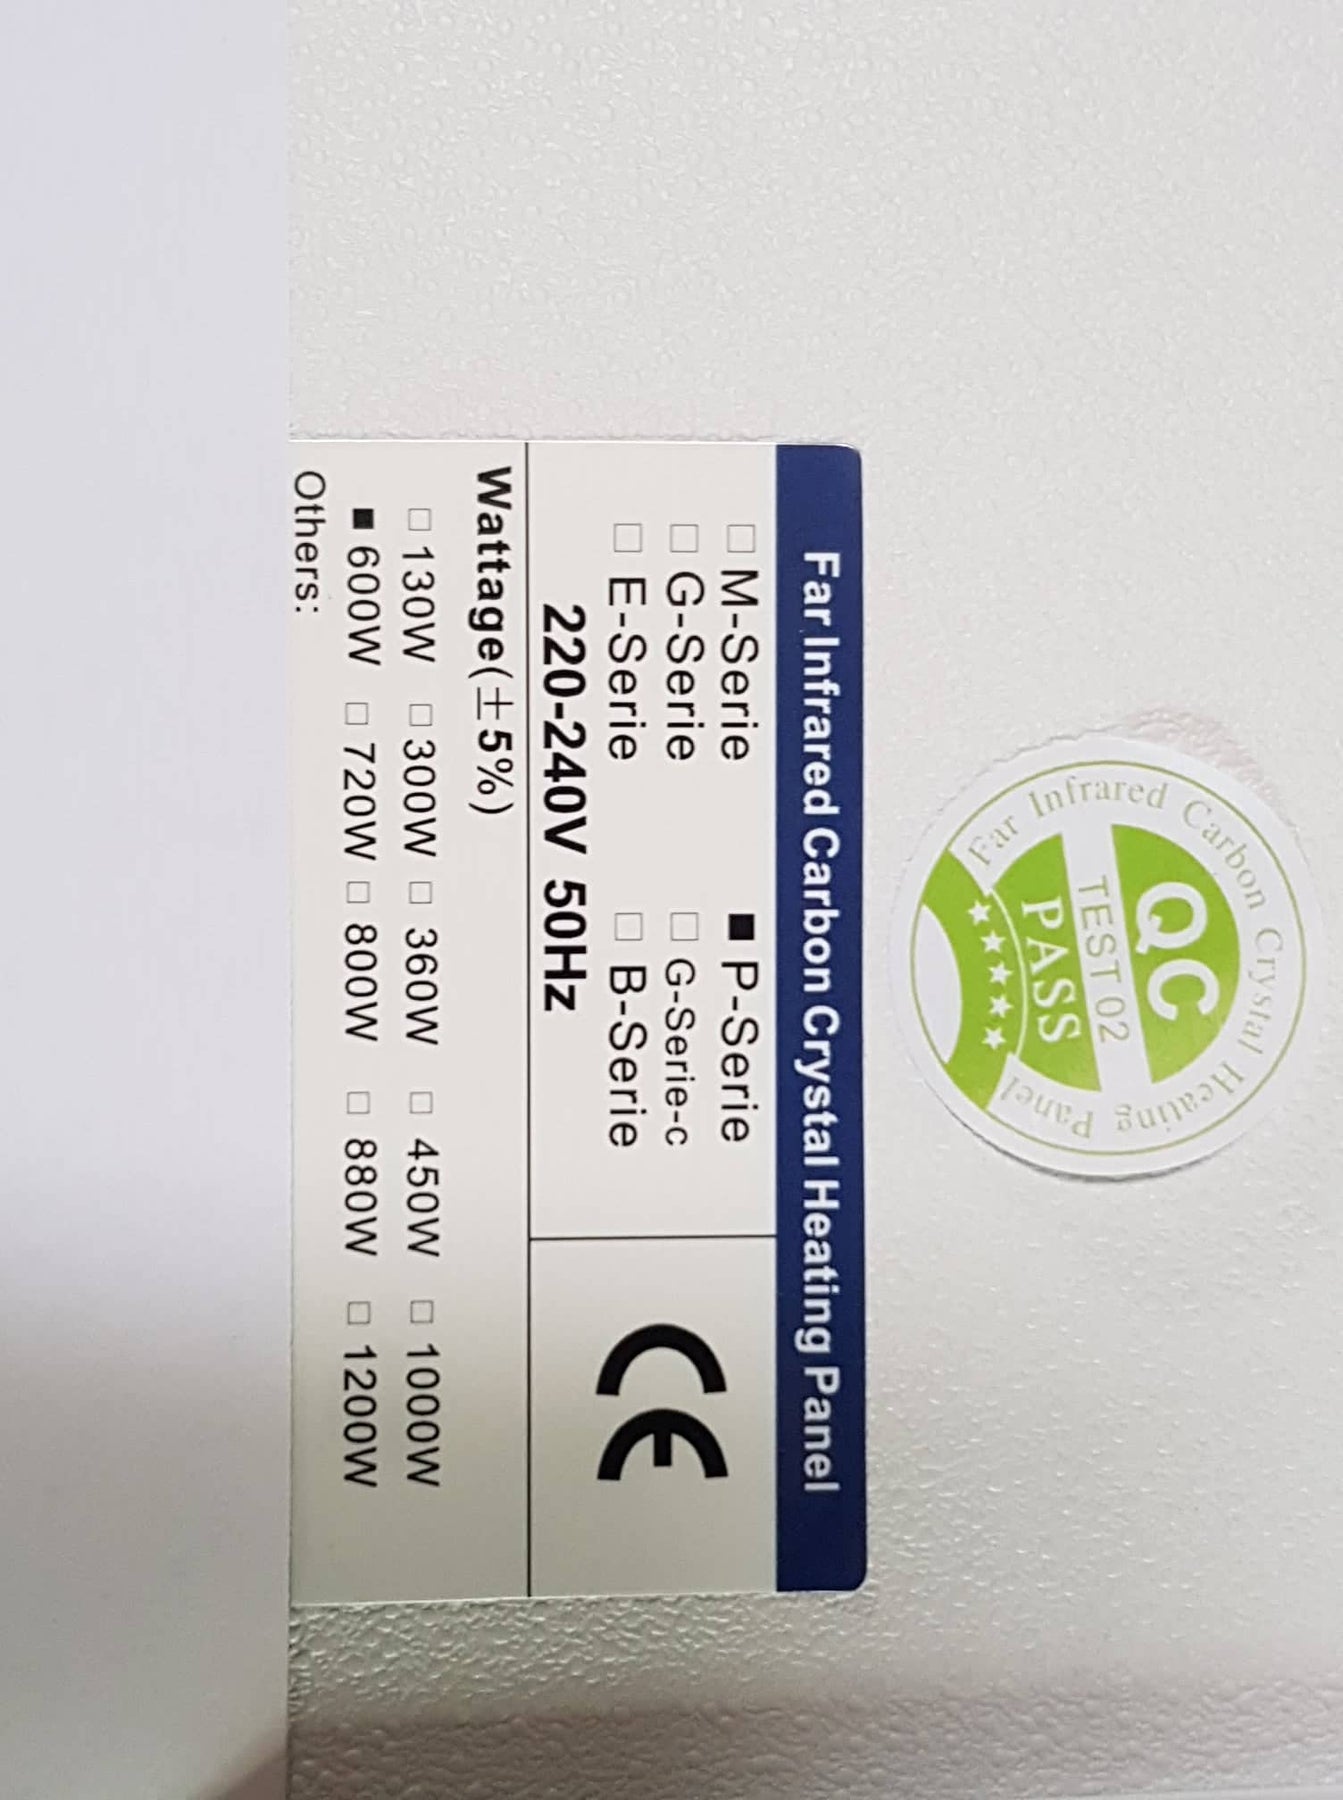 Far Infrared Carbon Crystal Heating Panel
QC
TEST 02
PASS
Far Infrared Carbon Crystal Heating Panel
□ M-Serie ■ P-Serie
□ G-Serie □ G-Serie-c
□ E-Serie □ B-Serie
220-240V 50Hz
CE
Wattage(±5%)
□ 130W □ 300W □ 360W □ 450W □ 1000W
■ 600W □ 720W □ 800W □ 880W □ 1200W
Others: